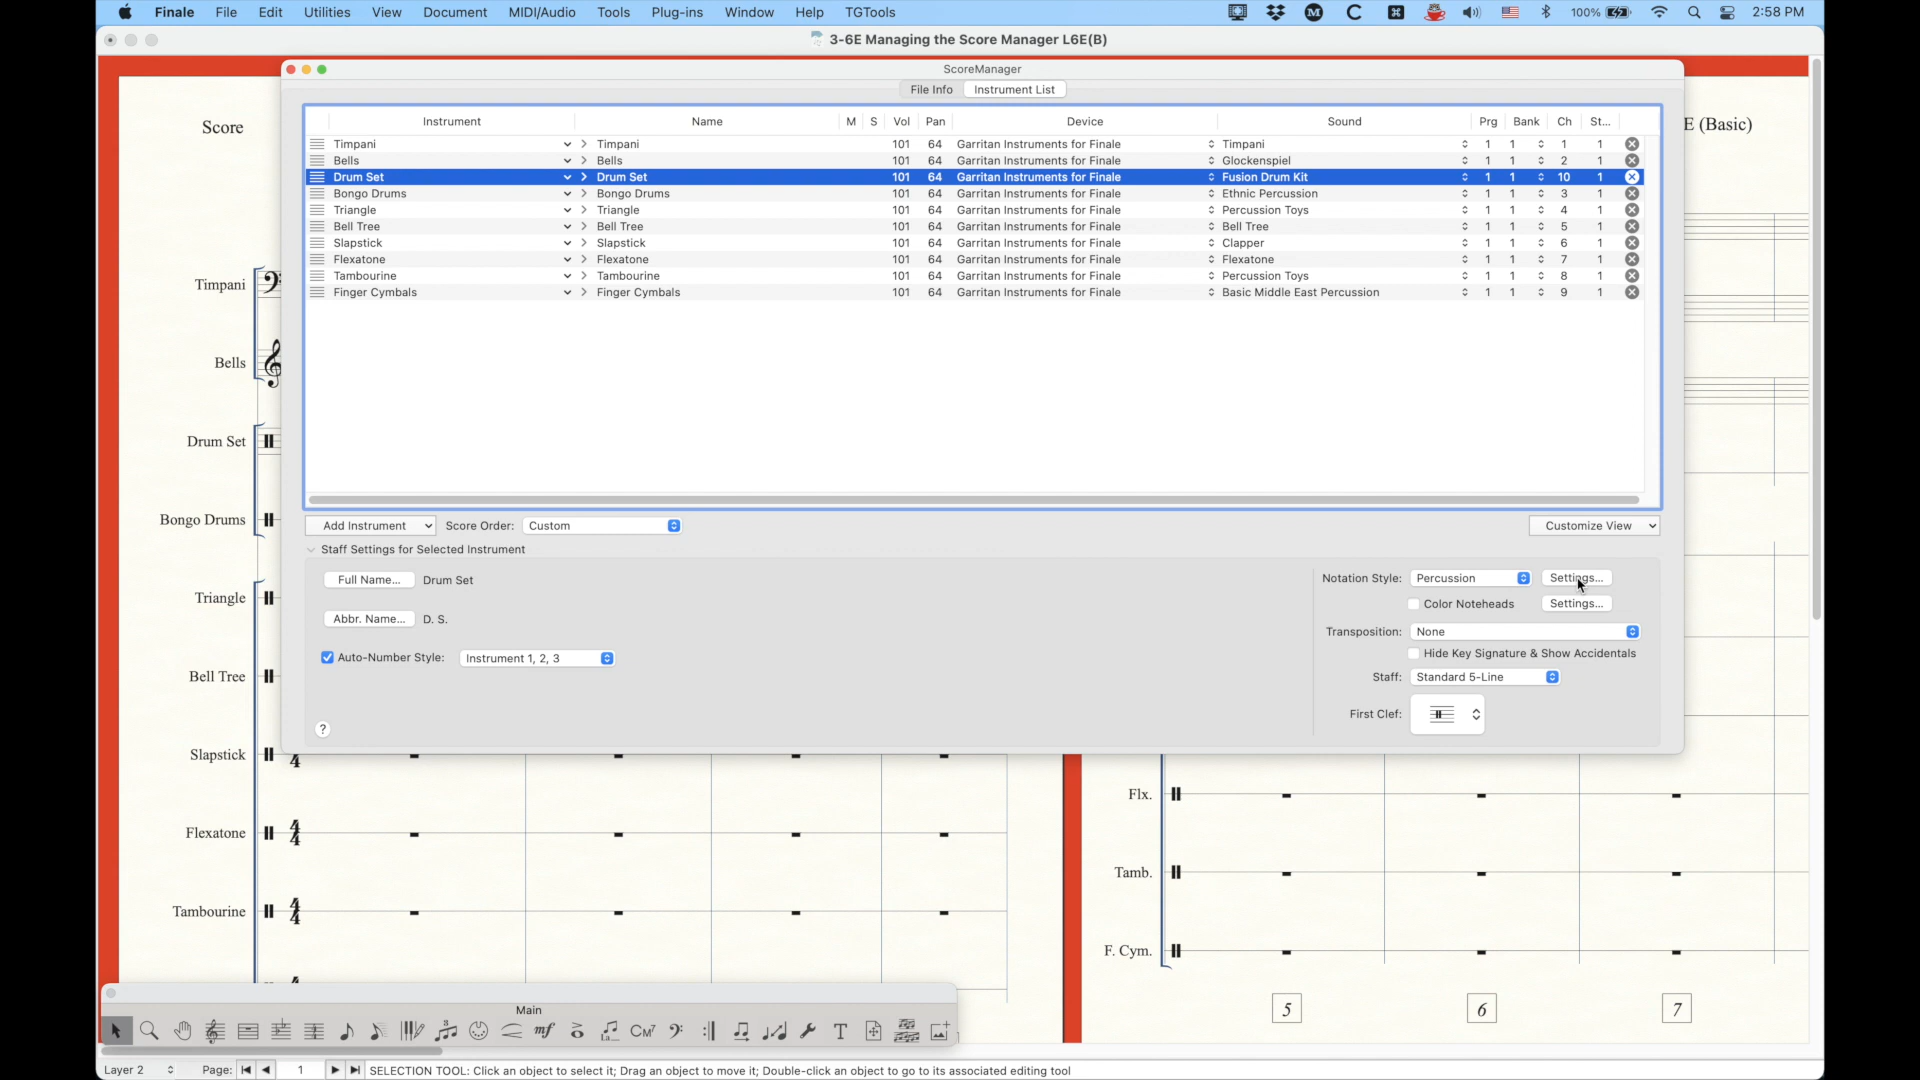 Finale File Edit Utilities View Document MIDI/Audio Tools Plug-ins Window Help TGTools 100% 2:58 PM
3-6E Managing the Score Manager L6E(B)
ScoreManager
File Info Instrument List
Score
E (Basic)
Instrument Name M S Vol Pan Device Sound Prg Bank Ch St...
Timpani Timpani 101 64 Garritan Instruments for Finale Timpani 1 1 1 1
Bells Bells 101 64 Garritan Instruments for Finale Glockenspiel 1 1 2 1
Drum Set Drum Set 101 64 Garritan Instruments for Finale Fusion Drum Kit 1 1 10 1
Bongo Drums Bongo Drums 101 64 Garritan Instruments for Finale Ethnic Percussion 1 1 3 1
Triangle Triangle 101 64 Garritan Instruments for Finale Percussion Toys 1 1 4 1
Bell Tree Bell Tree 101 64 Garritan Instruments for Finale Bell Tree 1 1 5 1
Slapstick Slapstick 101 64 Garritan Instruments for Finale Clapper 1 1 6 1
Flexatone Flexatone 101 64 Garritan Instruments for Finale Flexatone 1 1 7 1
Tambourine Tambourine 101 64 Garritan Instruments for Finale Percussion Toys 1 1 8 1
Finger Cymbals Finger Cymbals 101 64 Garritan Instruments for Finale Basic Middle East Percussion 1 1 9 1
Add Instrument Score Order: Custom Customize View
Staff Settings for Selected Instrument
Full Name... Drum Set
Abbr. Name... D. S.
Auto-Number Style: Instrument 1, 2, 3
?
Notation Style: Percussion Settings...
Color Noteheads Settings...
Transposition: None
Hide Key Signature & Show Accidentals
Staff: Standard 5-Line
First Clef:
Timpani
Bells
Drum Set
Bongo Drums
Triangle
Bell Tree
Slapstick
Flexatone
Tambourine
4
4
4
4
4
4
4
Flx.
Tamb.
F. Cym.
5 6 7
Main
mf CM7 T
Layer 2 Page: 1 SELECTION TOOL: Click an object to select it; Drag an object to move it; Double-click an object to go to its associated editing tool